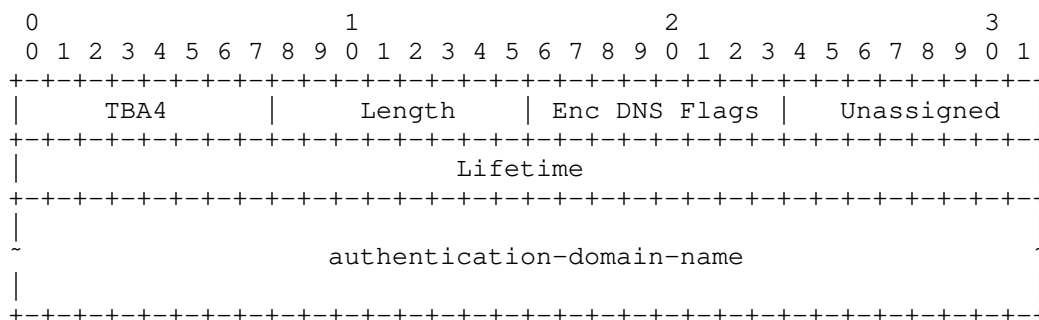 0                   1                   2                   3
 0 1 2 3 4 5 6 7 8 9 0 1 2 3 4 5 6 7 8 9 0 1 2 3 4 5 6 7 8 9 0 1
+-+-+-+-+-+-+-+-+-+-+-+-+-+-+-+-+-+-+-+-+-+-+-+-+-+-+-+-+-+-+-+-
|     TBA4      |     Length    | Enc DNS Flags |   Unassigned
+-+-+-+-+-+-+-+-+-+-+-+-+-+-+-+-+-+-+-+-+-+-+-+-+-+-+-+-+-+-+-+-
|                           Lifetime
+-+-+-+-+-+-+-+-+-+-+-+-+-+-+-+-+-+-+-+-+-+-+-+-+-+-+-+-+-+-+-+-
|
~                   authentication-domain-name                  ~
|
+-+-+-+-+-+-+-+-+-+-+-+-+-+-+-+-+-+-+-+-+-+-+-+-+-+-+-+-+-+-+-+-